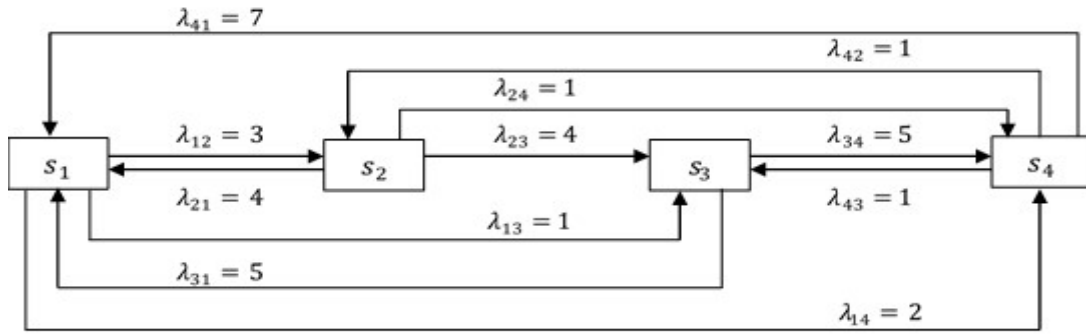 λ₄₁ = 7
λ₄₂ = 1
λ₂₄ = 1
λ₁₂ = 3
λ₂₃ = 4
λ₃₄ = 5
s₁
s₂
s₃
s₄
λ₂₁ = 4
λ₄₃ = 1
λ₁₃ = 1
λ₃₁ = 5
λ₁₄ = 2